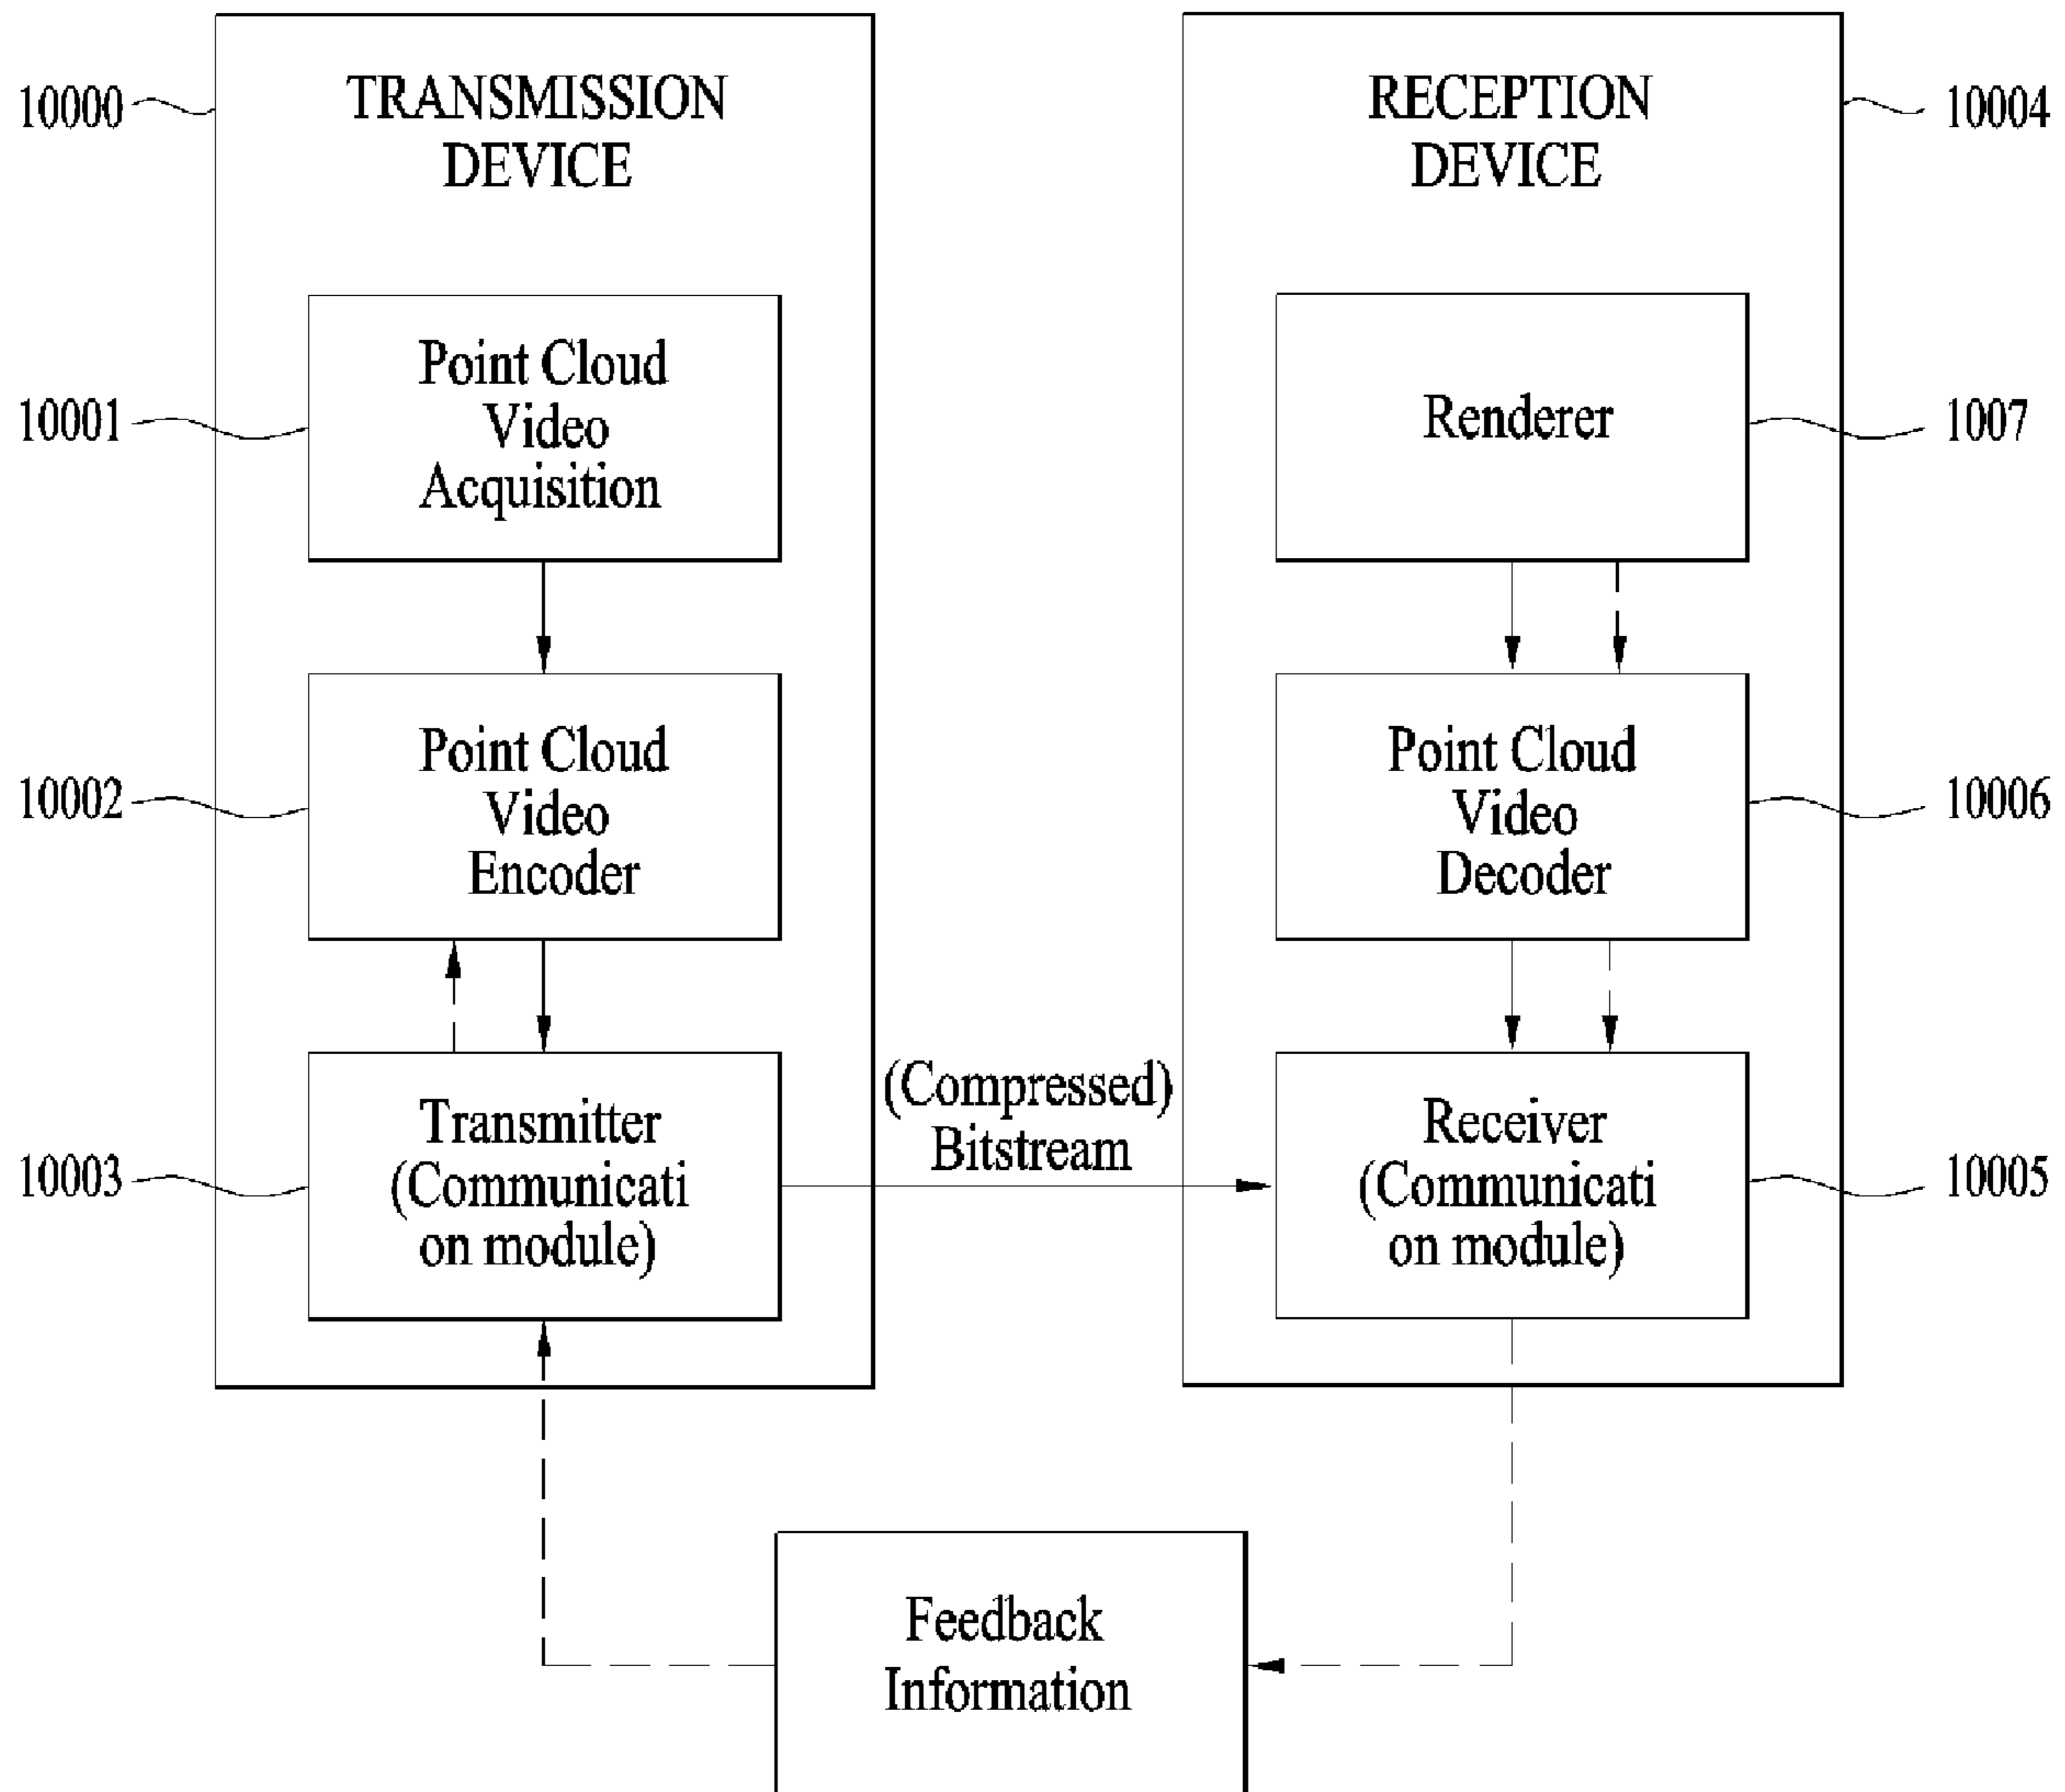 10000
TRANSMISSION
DEVICE
10001
Point Cloud
Video
Acquisition
10002
Point Cloud
Video
Encoder
10003
Transmitter
(Communicati
on module)
(Compressed)
Bitstream
RECEPTION
DEVICE
10004
Renderer
1007
Point Cloud
Video
Decoder
10006
Receiver
(Communicati
on module)
10005
Feedback
Information